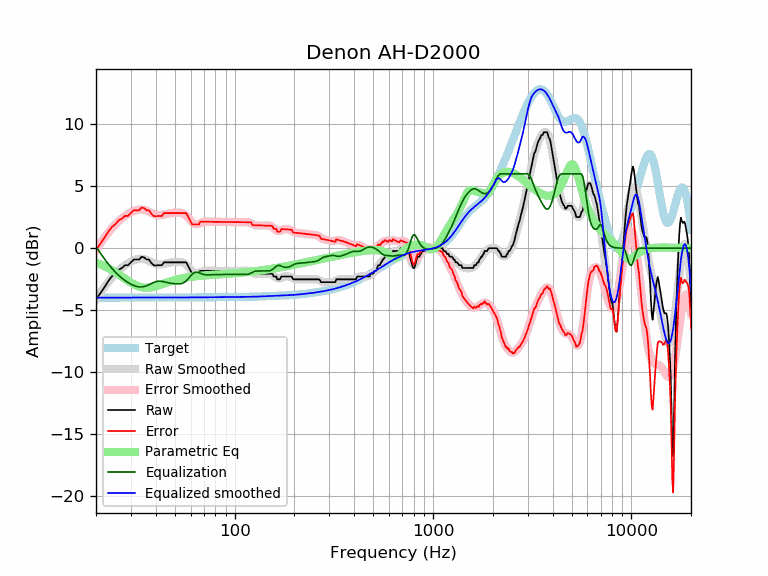 Denon AH-D2000
Amplitude (dBr)
10
5
0
−5
−10
−15
−20
Target
Raw Smoothed
Error Smoothed
Raw
Error
Parametric Eq
Equalization
Equalized smoothed
100
1000
10000
Frequency (Hz)